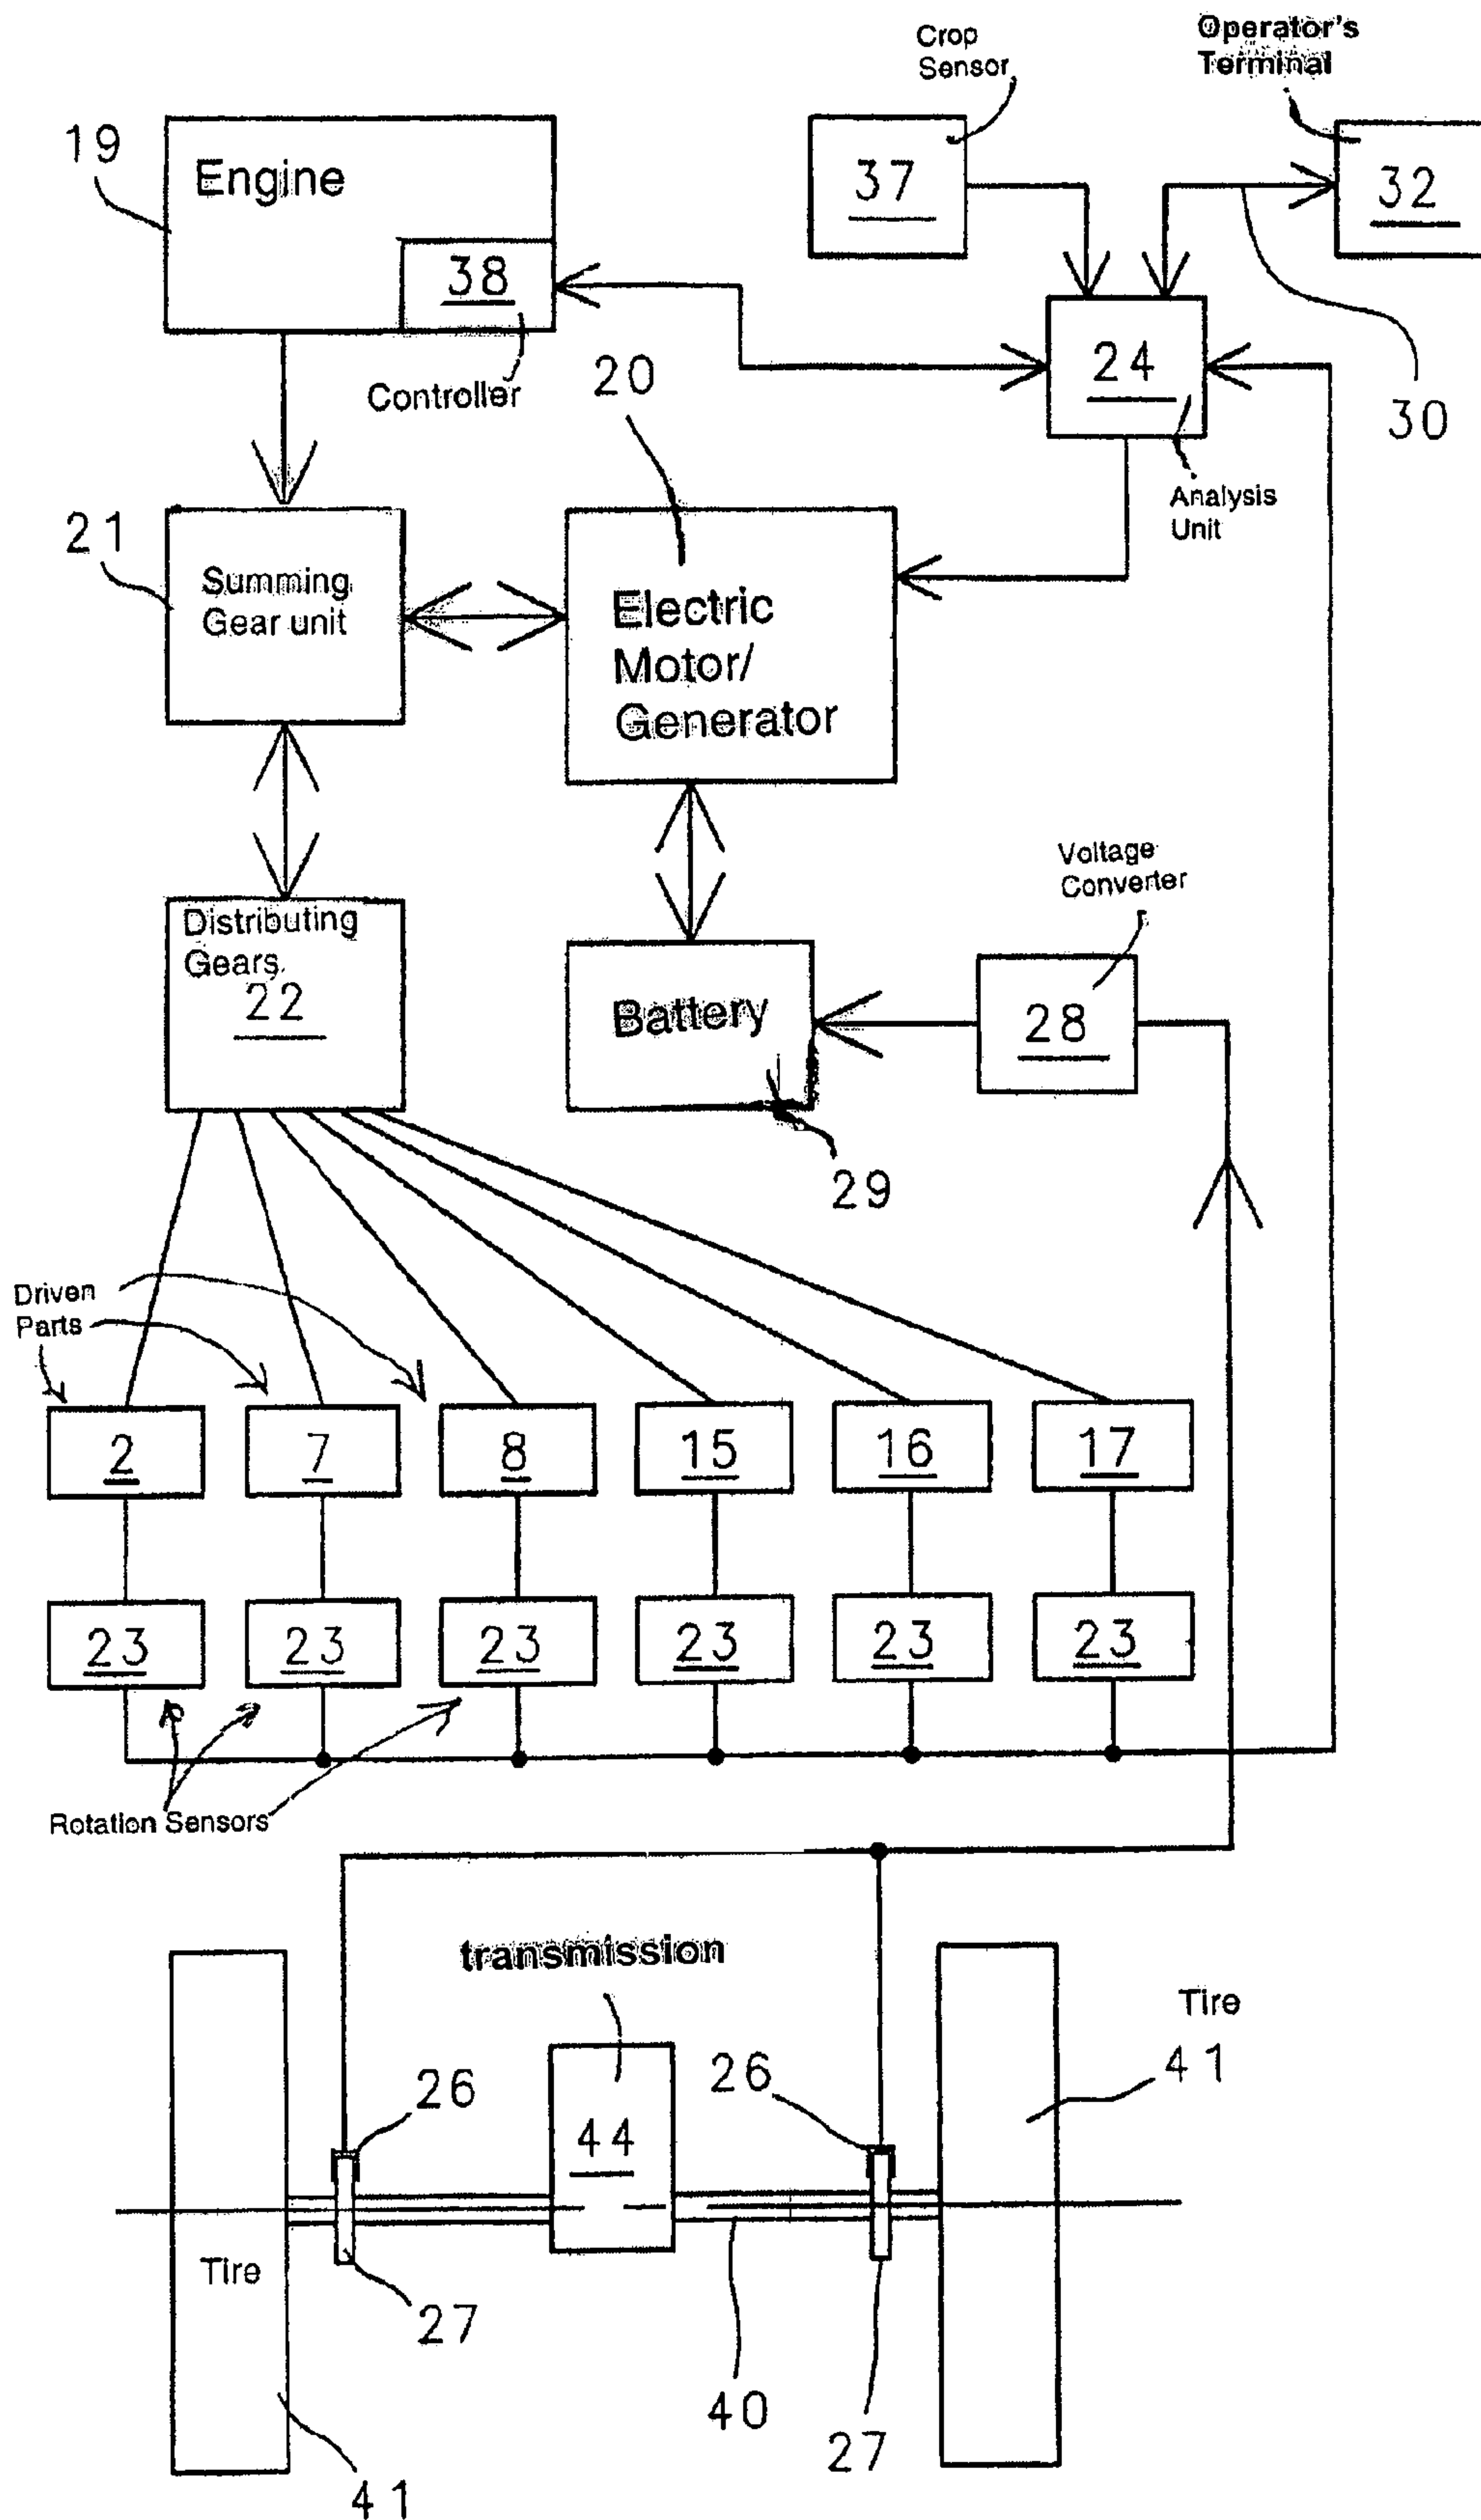 Crop
Sensor
Operator's
Terminal
19
Engine
37
32
38
Controller
20
24
30
Analysis
Unit
21
Summing
Gear unit
Electric
Motor/
Generator
Voltage
Converter
Distributing
Gears
22
Battery
28
29
Driven
Parts
2
7
8
15
16
17
23
23
23
23
23
23
Rotation Sensors
transmission
Tire
41
26
26
44
Tire
27
40
27
41